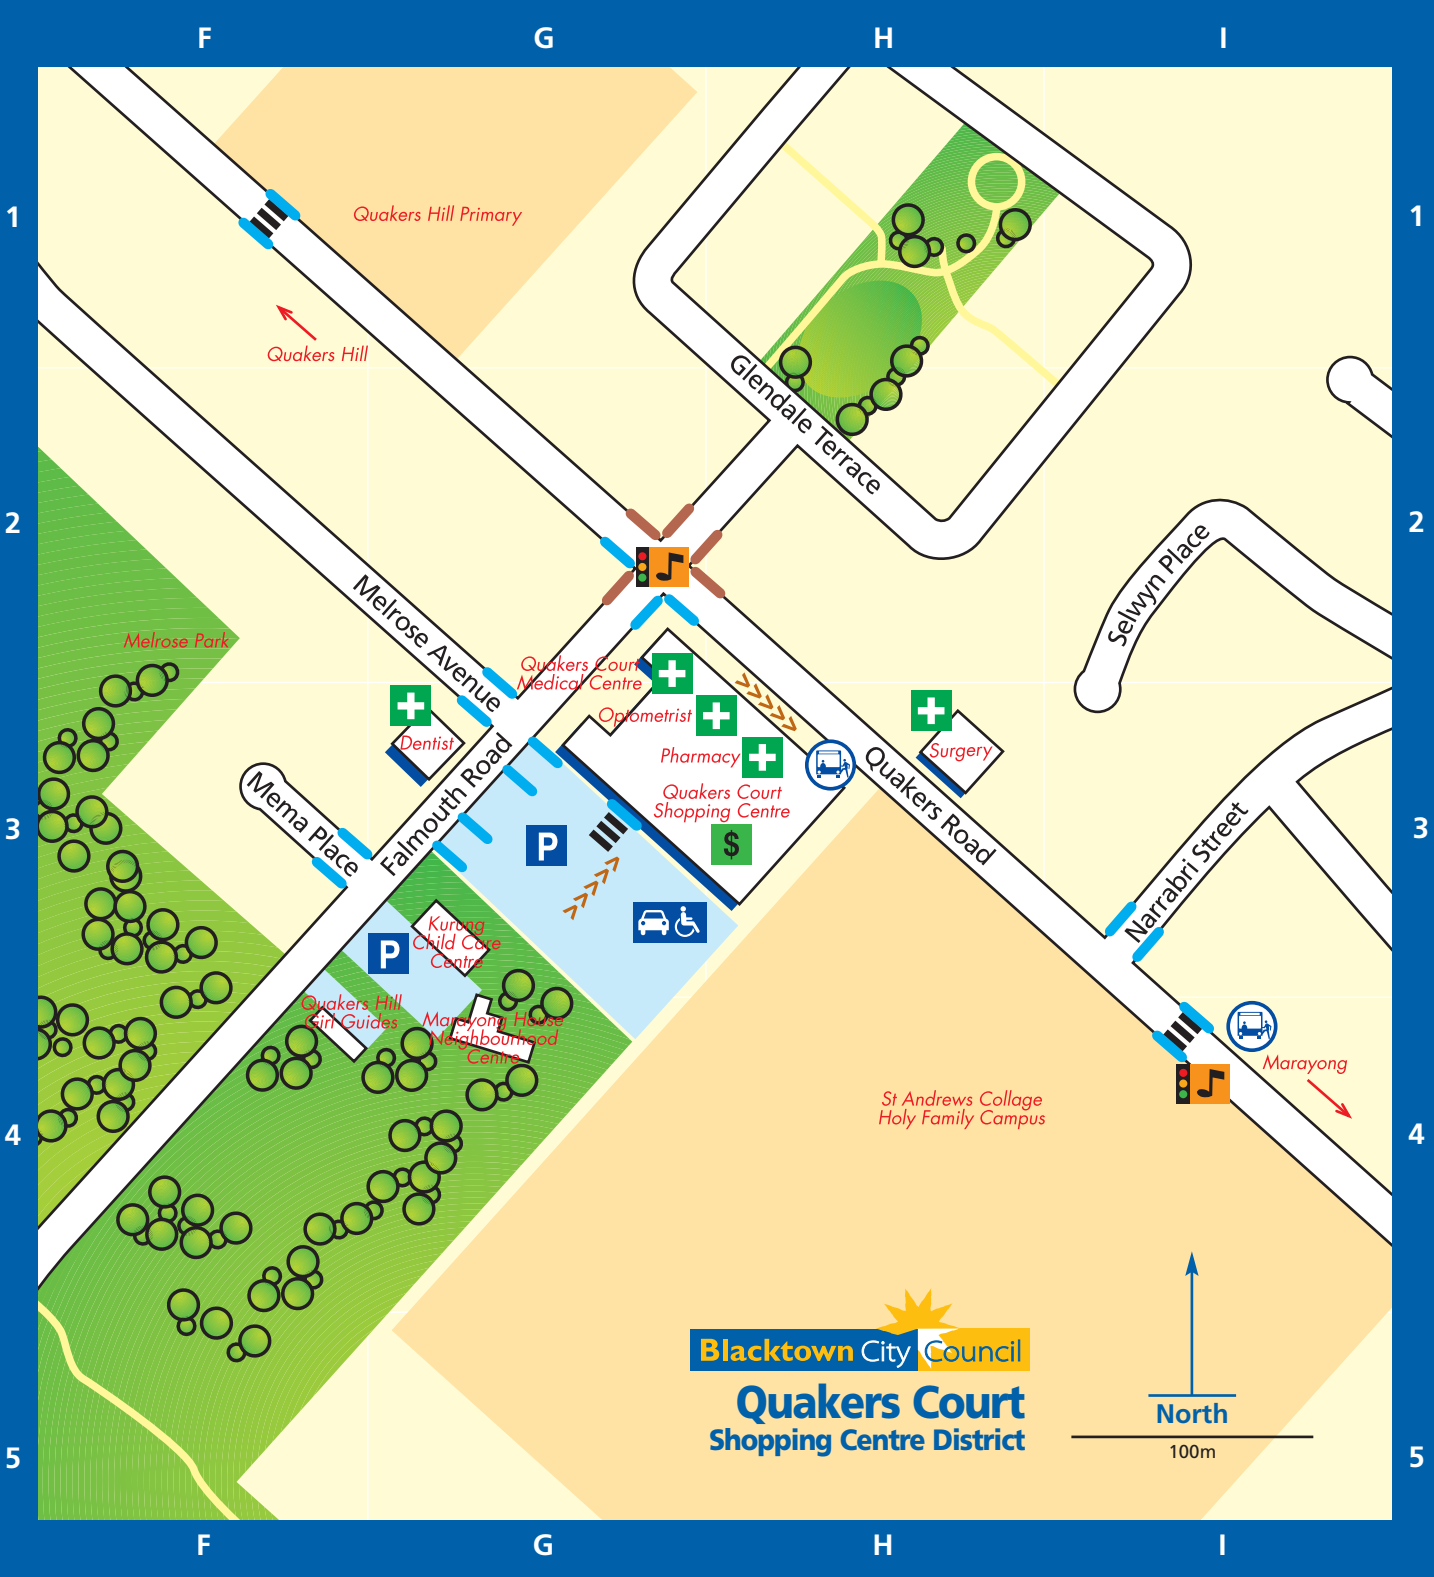 F
G
H
I
1
1
Quakers Hill Primary
Quakers Hill
Glendale Terrace
2
2
Selwyn Place
Melrose Avenue
Melrose Park
Quakers Court
Medical Centre
Optometrist
Dentist
Pharmacy
Surgery
Quakers Court
Shopping Centre
$
Quakers Road
Falmouth Road
Mema Place
3
3
P
Narrabri Street
Kurung
Child Care
Centre
P
Quakers Hill
Girl Guides
Marayong House
Neighbourhood
Centre
Marayong
St Andrews Collage
Holy Family Campus
4
4
Blacktown City Council
Quakers Court
Shopping Centre District
North
100m
5
5
F
G
H
I